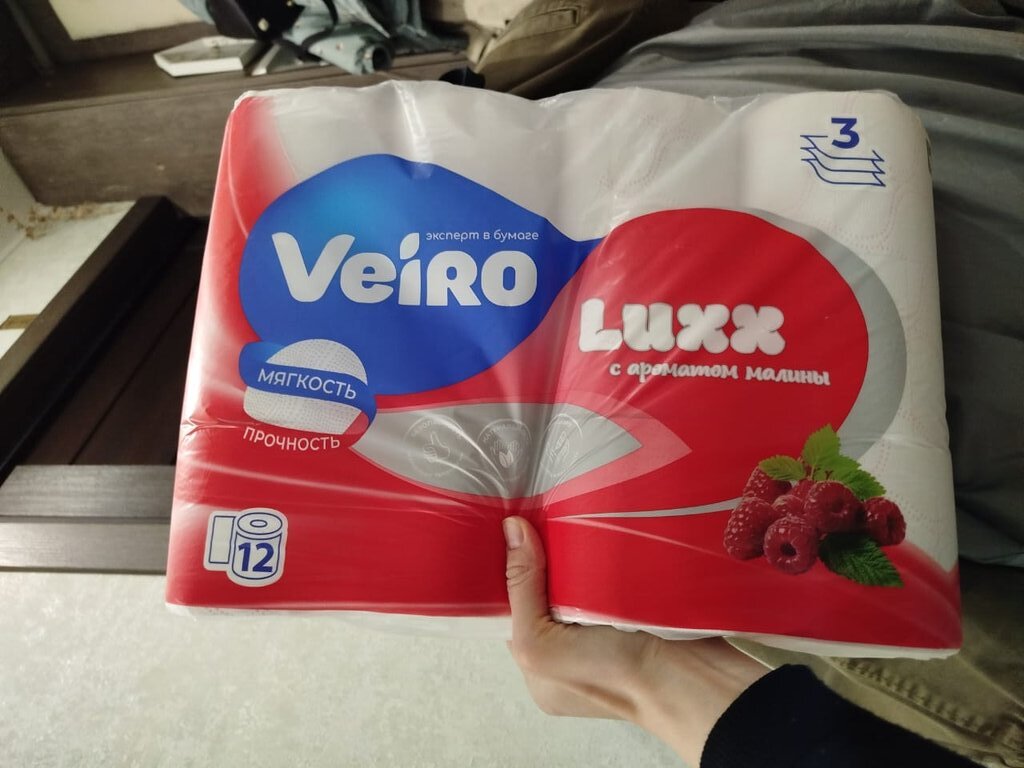 3
эксперт в бумаге
Veiro
Luxx
с ароматом малины
МЯГКОСТЬ
ПРОЧНОСТЬ
12